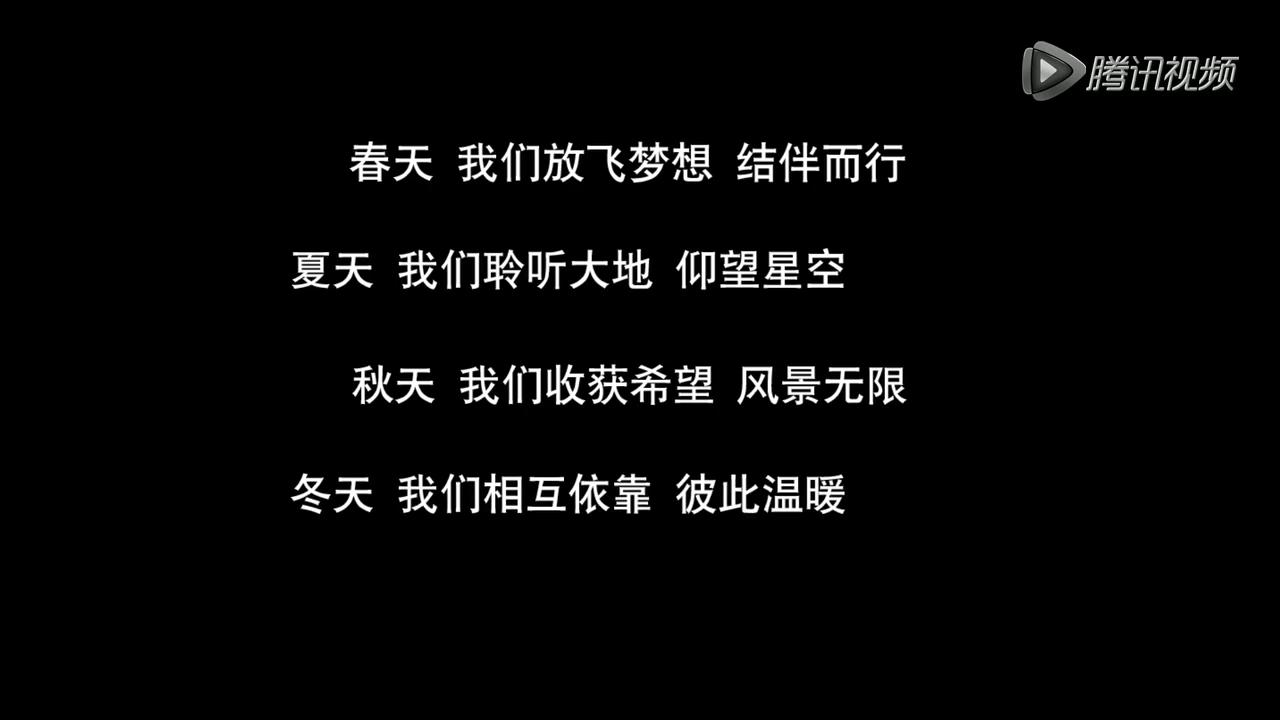 腾讯视频
春天 我们放飞梦想 结伴而行
夏天 我们聆听大地 仰望星空
秋天 我们收获希望 风景无限
冬天 我们相互依靠 彼此温暖